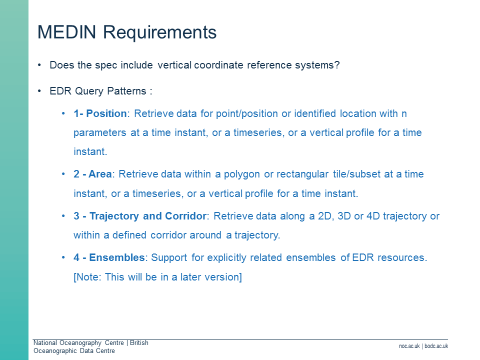 MEDIN Requirements
• Does the spec include vertical coordinate reference systems?
• EDR Query Patterns :
• 1- Position: Retrieve data for point/position or identified location with n
parameters at a time instant, or a timeseries, or a vertical profile for a time
instant.
• 2 - Area: Retrieve data within a polygon or rectangular tile/subset at a time
instant, or a timeseries, or a vertical profile for a time instant.
• 3 - Trajectory and Corridor: Retrieve data along a 2D, 3D or 4D trajectory or
within a defined corridor around a trajectory.
• 4 - Ensembles: Support for explicitly related ensembles of EDR resources.
[Note: This will be in a later version]
National Oceanography Centre | British
Oceanographic Data Centre
noc.ac.uk | bodc.ac.uk